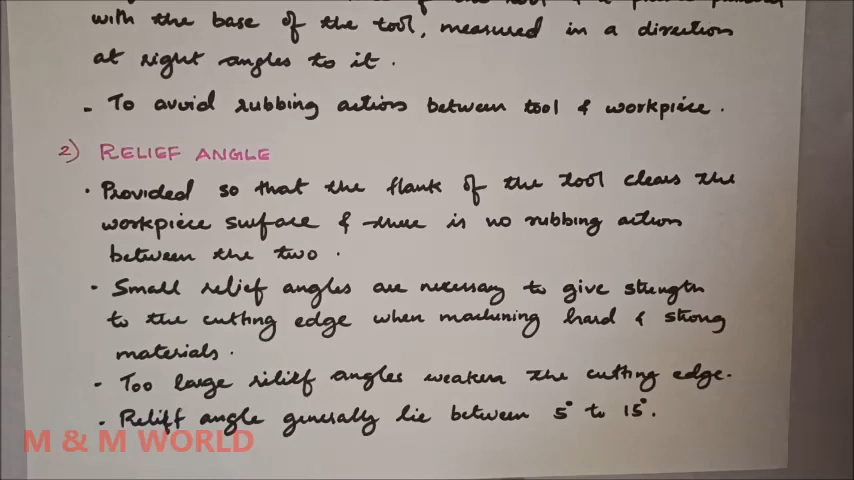 with the base of the tool, measured in a direction
at right angles to it.
- To avoid rubbing actions between tool & workpiece.
2) RELIEF ANGLE
• Provided so that the flank of the tool clears the
workpiece surface & there is no rubbing action
between the two.
• Small relief angles are necessary to give strength
to the cutting edge when machining hard & strong
materials.
- Too large relief angles weaken the cutting edge.
• Relief angle generally lie between 5° to 15°.
M & M WORLD